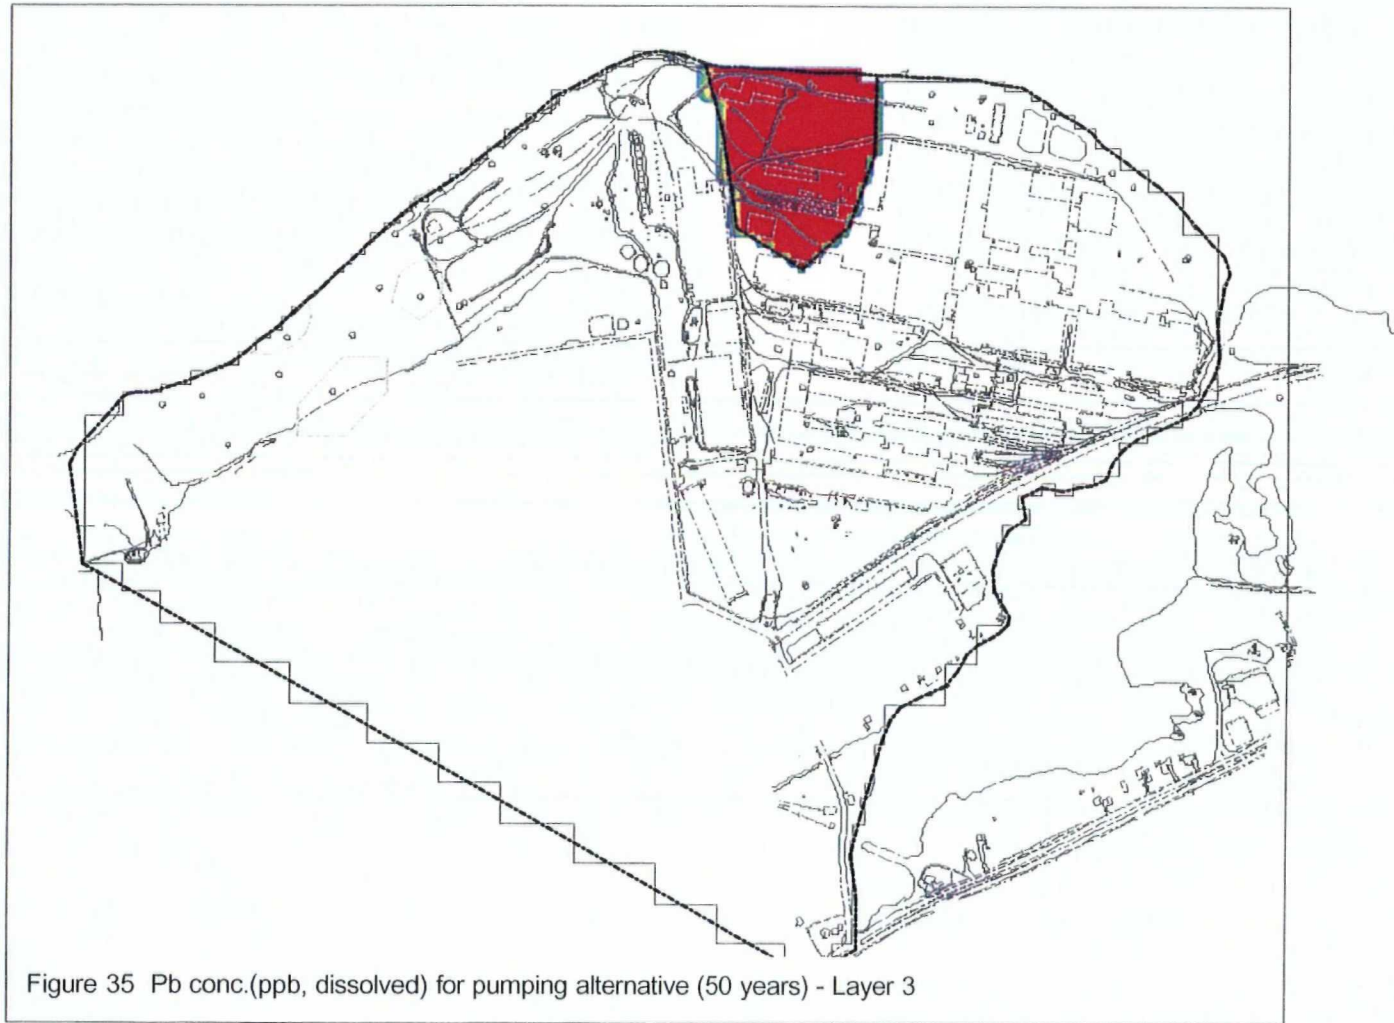 Figure 35 Pb conc.(ppb, dissolved) for pumping alternative (50 years) - Layer 3